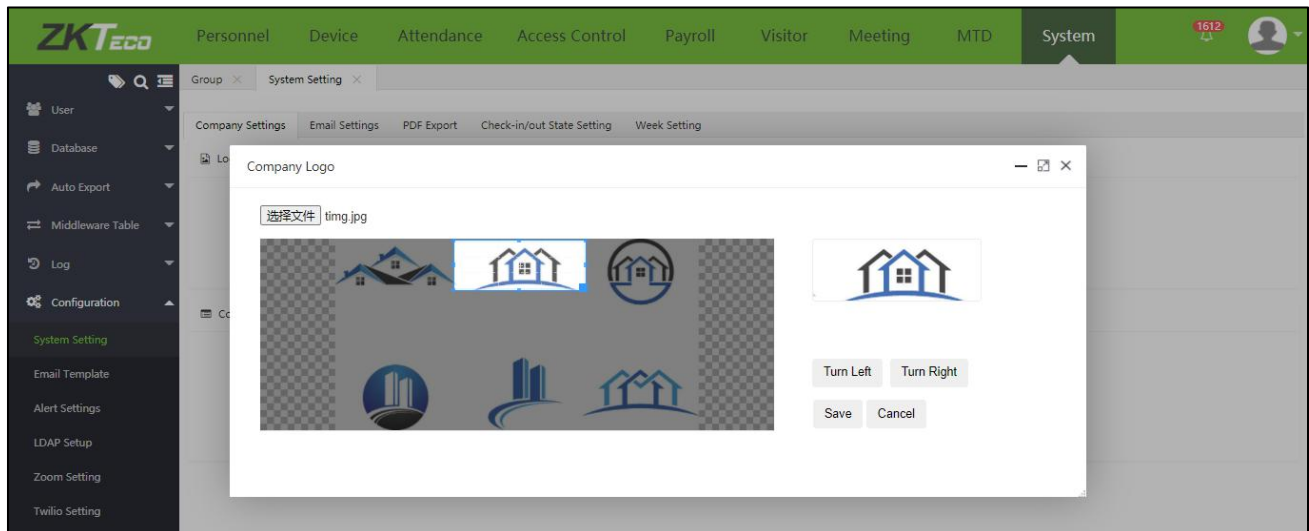 ZKTeco Personnel Device Attendance Access Control Payroll Visitor Meeting MTD System 1612
Group System Setting
User
Company Settings Email Settings PDF Export Check-in/out State Setting Week Setting
Database
Lo
Company Logo
Auto Export
选择文件 timg.jpg
Middleware Table
Log
Configuration
Co
System Setting
Email Template
Turn Left Turn Right
Alert Settings
Save Cancel
LDAP Setup
Zoom Setting
Twilio Setting